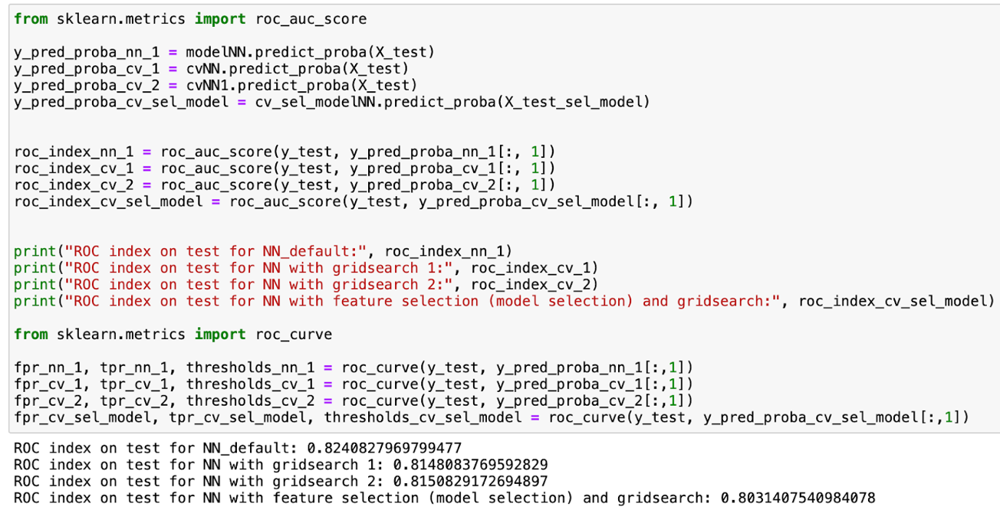 from sklearn.metrics import roc_auc_score
y_pred_proba_nn_1 = modelNN.predict_proba(X_test)
y_pred_proba_cv_1 = cvNN.predict_proba(X_test)
y_pred_proba_cv_2 = cvNN1.predict_proba(X_test)
y_pred_proba_cv_sel_model = cv_sel_modelNN.predict_proba(X_test_sel_model)
roc_index_nn_1 = roc_auc_score(y_test, y_pred_proba_nn_1[:, 1])
roc_index_cv_1 = roc_auc_score(y_test, y_pred_proba_cv_1[:, 1])
roc_index_cv_2 = roc_auc_score(y_test, y_pred_proba_cv_2[:, 1])
roc_index_cv_sel_model = roc_auc_score(y_test, y_pred_proba_cv_sel_model[:, 1])
print("ROC index on test for NN_default:", roc_index_nn_1)
print("ROC index on test for NN with gridsearch 1:", roc_index_cv_1)
print("ROC index on test for NN with gridsearch 2:", roc_index_cv_2)
print("ROC index on test for NN with feature selection (model selection) and gridsearch:", roc_index_cv_sel_model)
from sklearn.metrics import roc_curve
fpr_nn_1, tpr_nn_1, thresholds_nn_1 = roc_curve(y_test, y_pred_proba_nn_1[:,1])
fpr_cv_1, tpr_cv_1, thresholds_cv_1 = roc_curve(y_test, y_pred_proba_cv_1[:,1])
fpr_cv_2, tpr_cv_2, thresholds_cv_2 = roc_curve(y_test, y_pred_proba_cv_2[:,1])
fpr_cv_sel_model, tpr_cv_sel_model, thresholds_cv_sel_model = roc_curve(y_test, y_pred_proba_cv_sel_model[:,1])
ROC index on test for NN_default: 0.8240827969799477
ROC index on test for NN with gridsearch 1: 0.8148083769592829
ROC index on test for NN with gridsearch 2: 0.8150829172694897
ROC index on test for NN with feature selection (model selection) and gridsearch: 0.8031407540984078